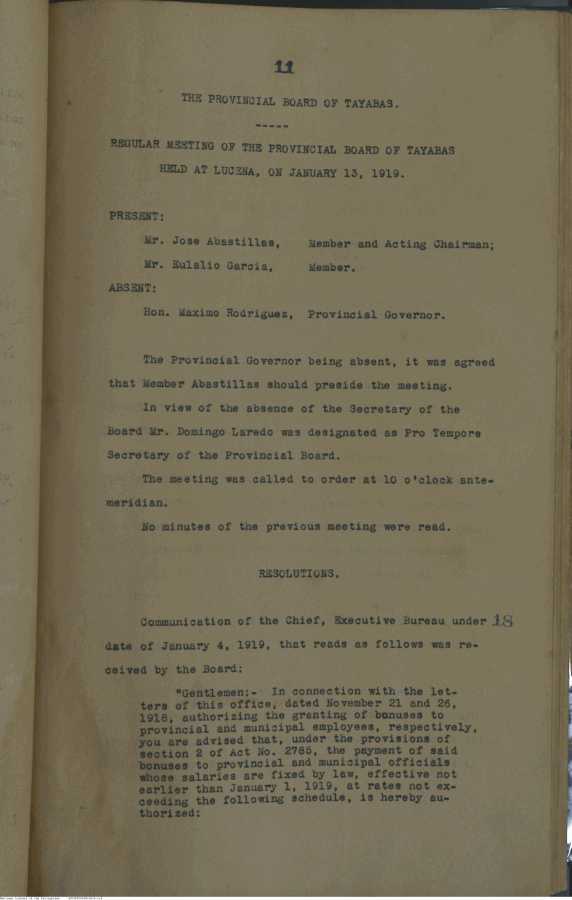 11
THE PROVINCIAL BOARD OF TAYABAS.
-----
REGULAR MEETING OF THE PROVINCIAL BOARD OF TAYABAS
HELD AT LUCENA, ON JANUARY 13, 1919.
PRESENT:
Mr. Jose Abastillas, Member and Acting Chairman;
Mr. Eulalio Garcia, Member.
ABSENT:
Hon. Maximo Rodriguez, Provincial Governor.
The Provincial Governor being absent, it was agreed
that Member Abastillas should preside the meeting.
In view of the absence of the Secretary of the
Board Mr. Domingo Laredo was designated as Pro Tempore
Secretary of the Provincial Board.
The meeting was called to order at 10 o'clock ante-
meridian.
No minutes of the previous meeting were read.
RESOLUTIONS.
Communication of the Chief, Executive Bureau under 18
date of January 4, 1919, that reads as follows was re-
ceived by the Board:
"Gentlemen:- In connection with the let-
ters of this office, dated November 21 and 26,
1918, authorizing the granting of bonuses to
provincial and municipal employees, respectively,
you are advised that, under the provisions of
section 2 of Act No. 2785, the payment of said
bonuses to provincial and municipal officials
whose salaries are fixed by law, effective not
earlier than January 1, 1919, at rates not ex-
ceeding the following schedule, is hereby au-
thorized: